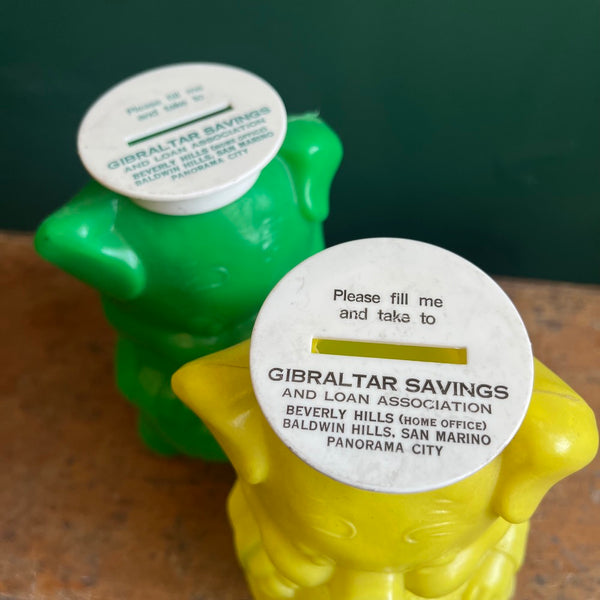 Please fill me
and take to
GIBRALTAR SAVINGS
AND LOAN ASSOCIATION
BEVERLY HILLS (HOME OFFICE)
BALDWIN HILLS, SAN MARINO
PANORAMA CITY
Please fill me
and take to
GIBRALTAR SAVINGS
AND LOAN ASSOCIATION
BEVERLY HILLS (HOME OFFICE)
BALDWIN HILLS, SAN MARINO
PANORAMA CITY